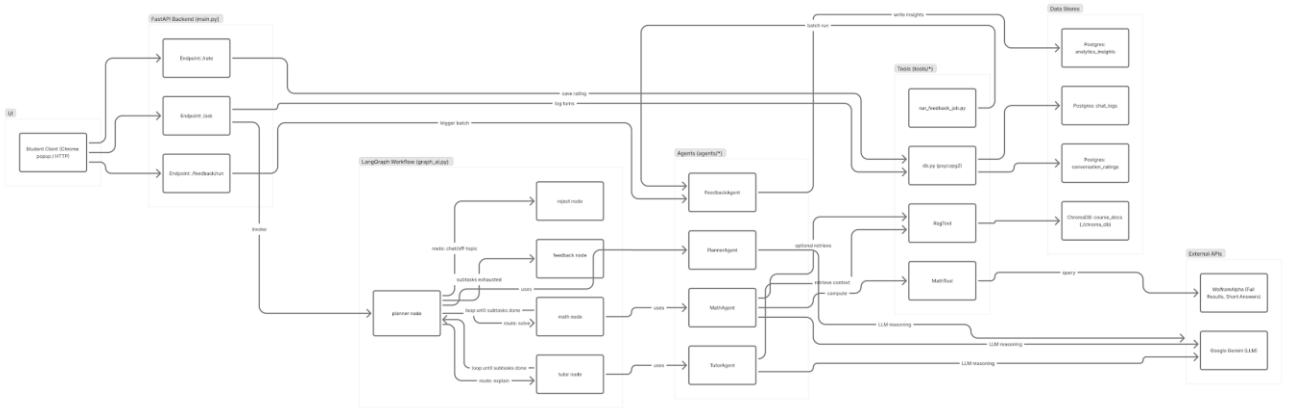 UI
Student Client (Chrome
popup / HTTP)
FastAPI Backend (main.py)
Endpoint: /rate
Endpoint: /ask
Endpoint: /feedback/run
save rating
log turns
trigger batch
invoke
LangGraph Workflow (graph_ai.py)
planner node
reject node
feedback node
math node
tutor node
route: chat/off-topic
subtasks exhausted
uses
loop until subtasks done
route: solve
loop until subtasks done
route: explain
uses
uses
Agents (agents/*)
FeedbackAgent
PlannerAgent
MathAgent
TutorAgent
write insights
batch run
optional retrieve
retrieve context
compute
LLM reasoning
LLM reasoning
LLM reasoning
Tools (tools/*)
run_feedback_job.py
db.py (psycopg2)
RagTool
MathTool
query
Data Stores
Postgres:
analytics_insights
Postgres: chat_logs
Postgres:
conversation_ratings
ChromaDB: course_docs
(./chroma_db)
External APIs
WolframAlpha (Full
Results, Short Answers)
Google Gemini (LLM)